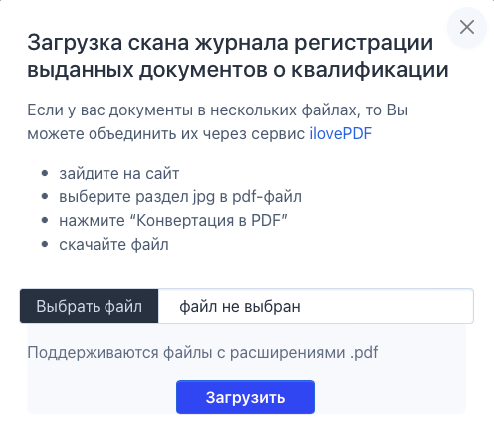 Загрузка скана журнала регистрации
выданных документов о квалификации
Если у вас документы в нескольких файлах, то Вы
можете объединить их через сервис ilovePDF
зайдите на сайт
выберите раздел jpg в pdf-файл
нажмите “Конвертация в PDF”
скачайте файл
Выбрать файл файл не выбран
Поддерживаются файлы с расширениями .pdf
Загрузить